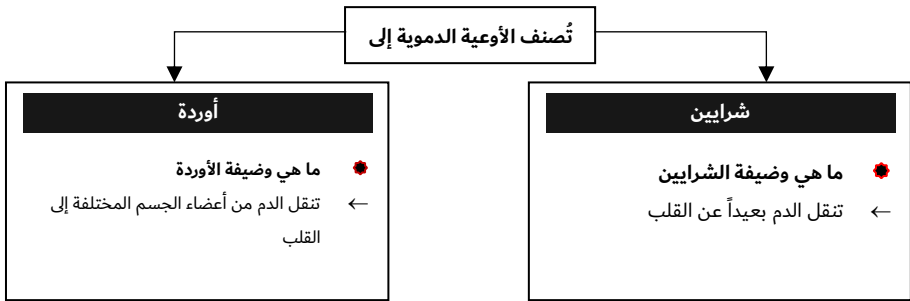 تُصنف الأوعية الدموية إلى
شرايين
ما هي وضيفة الشرايين
← تنقل الدم بعيداً عن القلب
أوردة
ما هي وضيفة الأوردة
← تنقل الدم من أعضاء الجسم المختلفة إلى
القلب